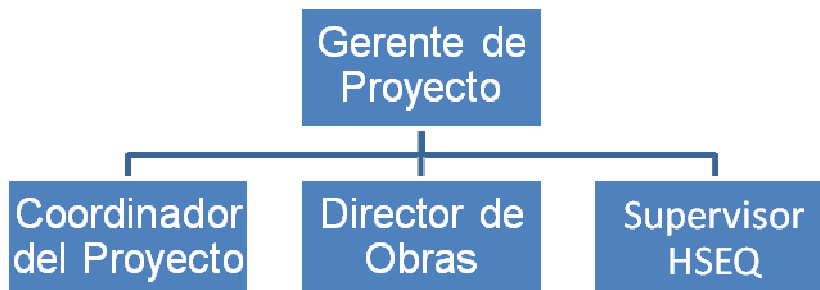 Gerente de
Proyecto
Coordinador
del Proyecto
Director de
Obras
Supervisor
HSEQ